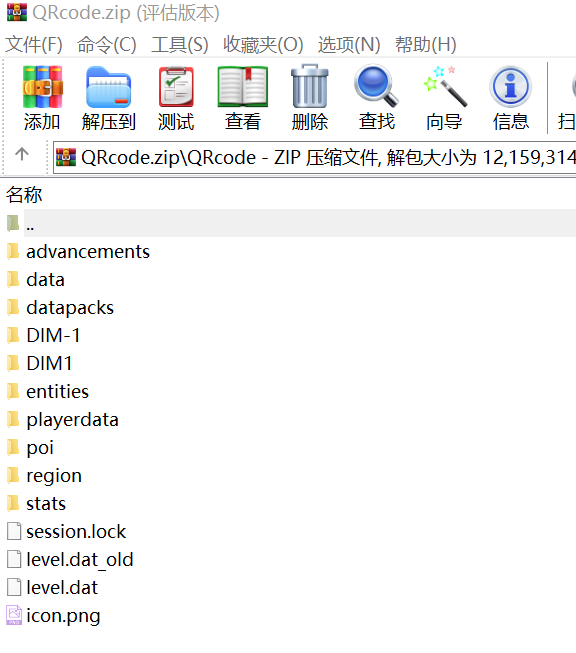 QRcode.zip (评估版本)
文件(F) 命令(C) 工具(S) 收藏夹(O) 选项(N) 帮助(H)
添加 解压到 测试 查看 删除 查找 向导 信息 扫
QRcode.zip\QRcode - ZIP 压缩文件, 解包大小为 12,159,314
名称
..
advancements
data
datapacks
DIM-1
DIM1
entities
playerdata
poi
region
stats
session.lock
level.dat_old
level.dat
icon.png